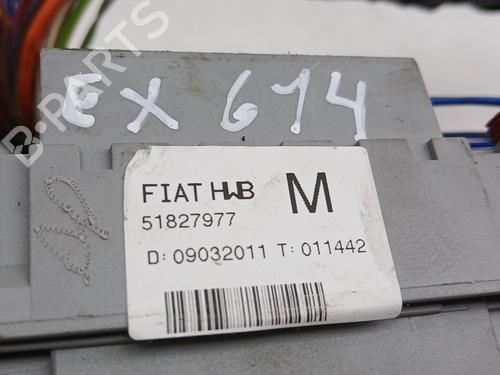 B-PARTS
EX 614
FIAT HWB M
51827977
D: 09032011 T: 011442